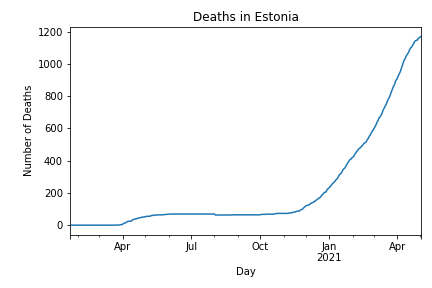 Deaths in Estonia
1200
1000
800
600
400
200
0
Number of Deaths
Apr
Jul
Oct
Jan
2021
Apr
Day